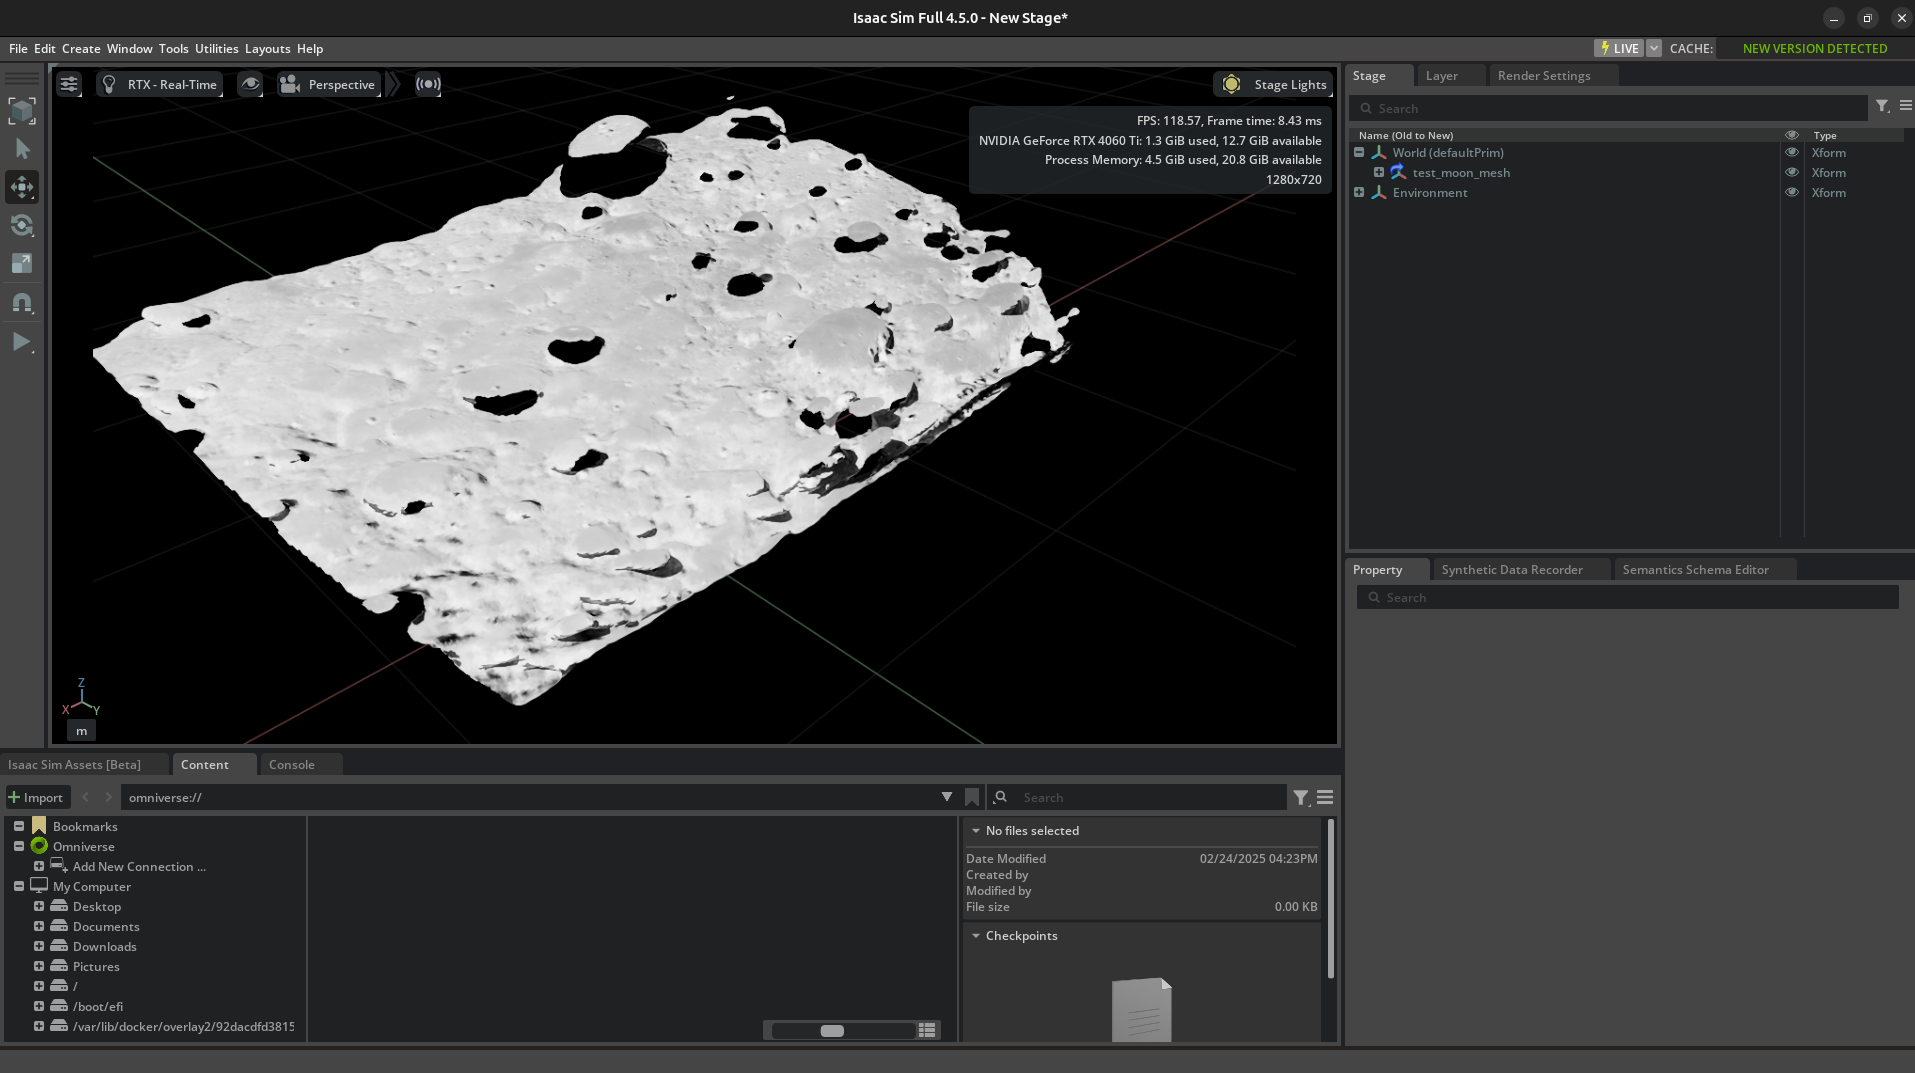 Isaac Sim Full 4.5.0 - New Stage*
File Edit Create Window Tools Utilities Layouts Help
LIVE CACHE: NEW VERSION DETECTED
RTX - Real-Time
Perspective
Stage Lights
FPS: 118.57, Frame time: 8.43 ms
NVIDIA GeForce RTX 4060 Ti: 1.3 GiB used, 12.7 GiB available
Process Memory: 4.5 GiB used, 20.8 GiB available
1280x720
Z
X Y
m
Stage Layer Render Settings
Search
Name (Old to New) Type
World (defaultPrim) Xform
test_moon_mesh Xform
Environment Xform
Property Synthetic Data Recorder Semantics Schema Editor
Search
Isaac Sim Assets [Beta] Content Console
Import omniverse:// Search
Bookmarks
Omniverse
Add New Connection ...
My Computer
Desktop
Documents
Downloads
Pictures
/
/boot/efi
/var/lib/docker/overlay2/92dacdfd3815
No files selected
Date Modified 02/24/2025 04:23PM
Created by
Modified by
File size 0.00 KB
Checkpoints